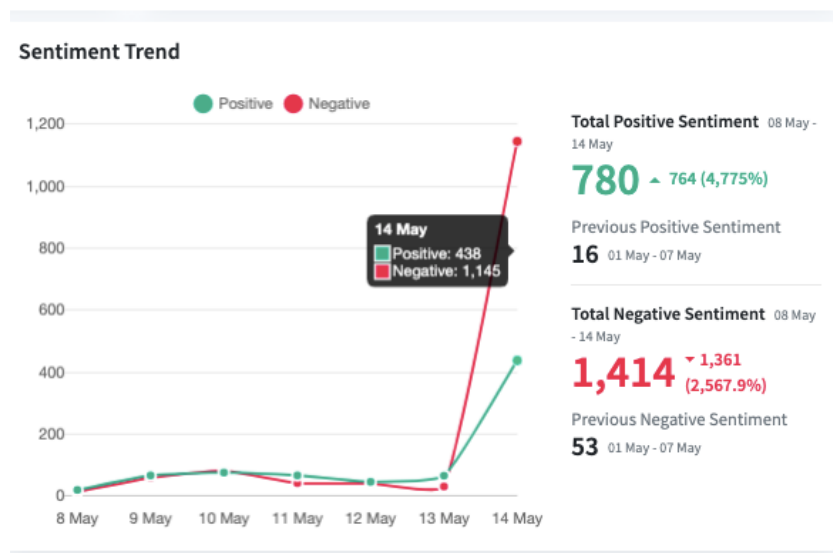 Sentiment Trend
Positive Negative
1,200
1,000
800
600
400
200
0
8 May 9 May 10 May 11 May 12 May 13 May 14 May
14 May
Positive: 438
Negative: 1,145
Total Positive Sentiment 08 May -
14 May
780 764 (4,775%)
Previous Positive Sentiment
16 01 May - 07 May
Total Negative Sentiment 08 May
- 14 May
1,414 1,361
(2,567.9%)
Previous Negative Sentiment
53 01 May - 07 May